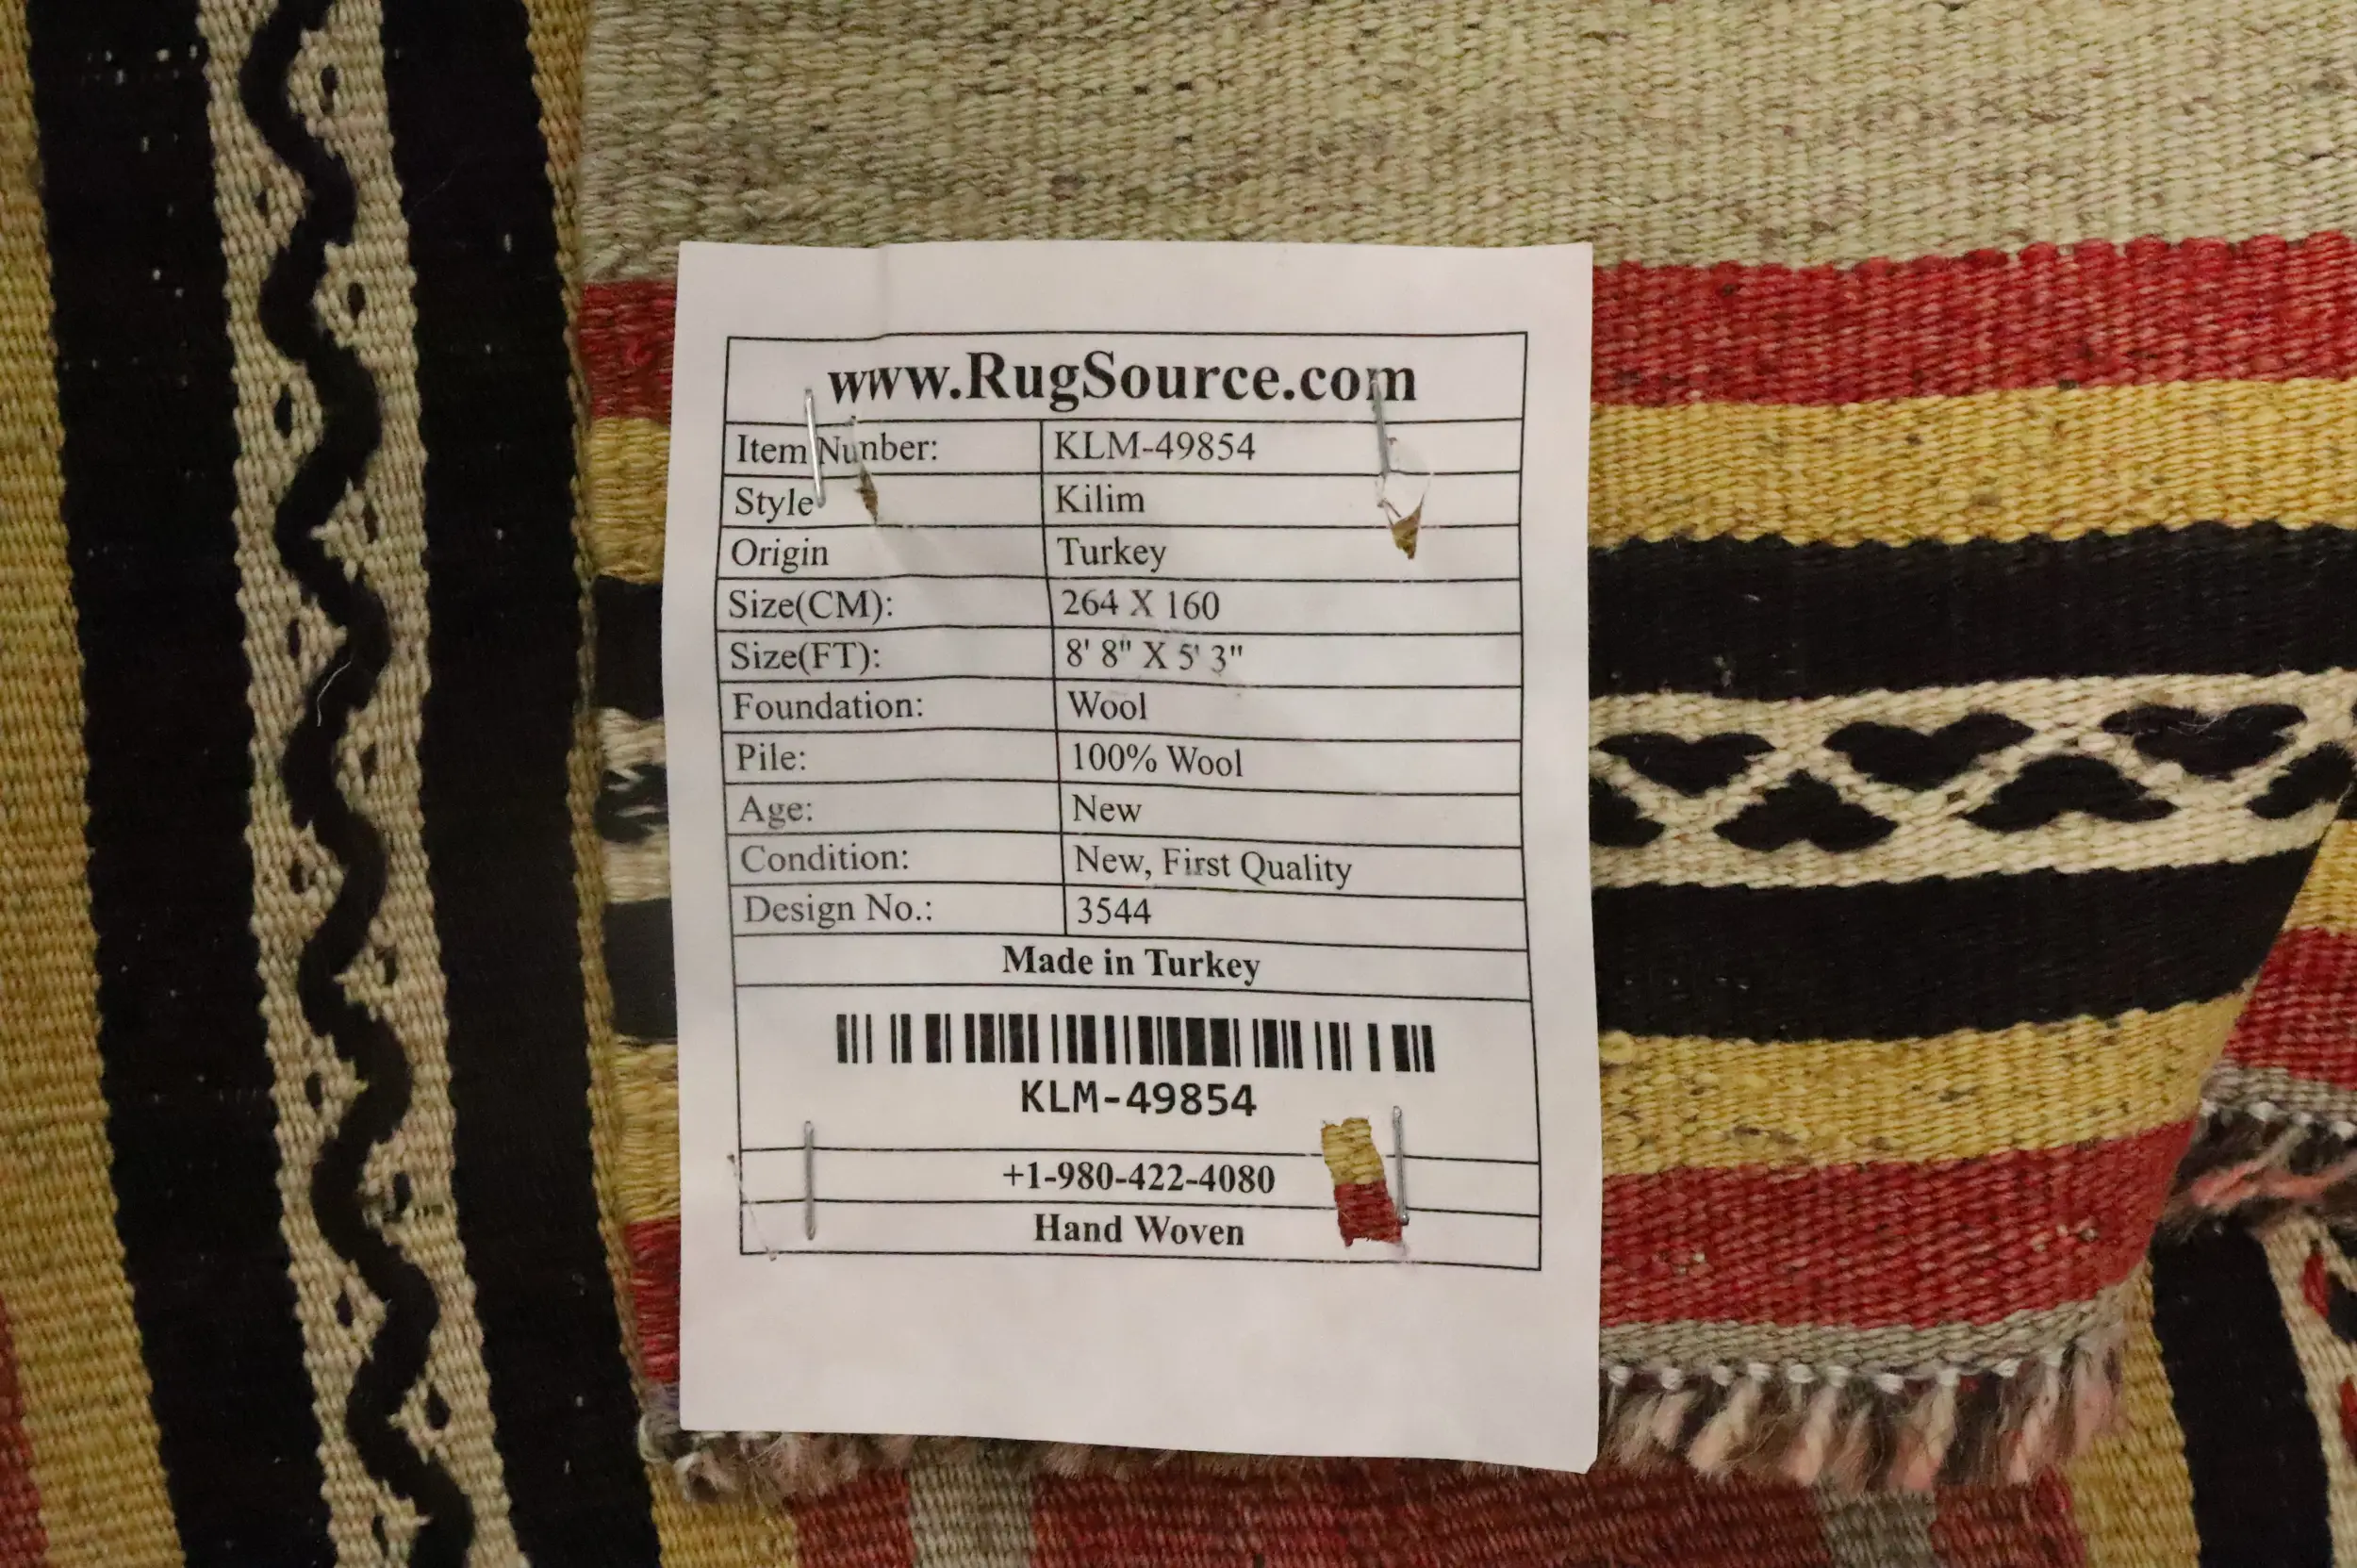 www.RugSource.com
Item Number: KLM-49854
Style Kilim
Origin Turkey
Size(CM): 264 X 160
Size(FT): 8' 8" X 5' 3"
Foundation: Wool
Pile: 100% Wool
Age: New
Condition: New, First Quality
Design No.: 3544
Made in Turkey
KLM-49854
+1-980-422-4080
Hand Woven